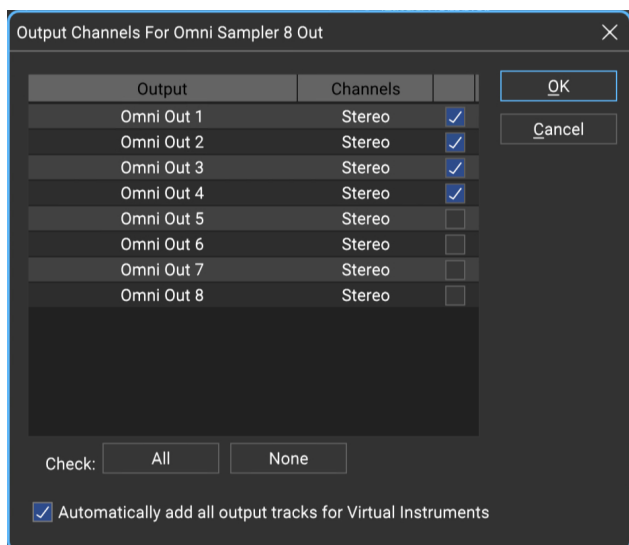 Output Channels For Omni Sampler 8 Out
Output Channels
OK
Omni Out 1 Stereo
Cancel
Omni Out 2 Stereo
Omni Out 3 Stereo
Omni Out 4 Stereo
Omni Out 5 Stereo
Omni Out 6 Stereo
Omni Out 7 Stereo
Omni Out 8 Stereo
Check: All None
Automatically add all output tracks for Virtual Instruments